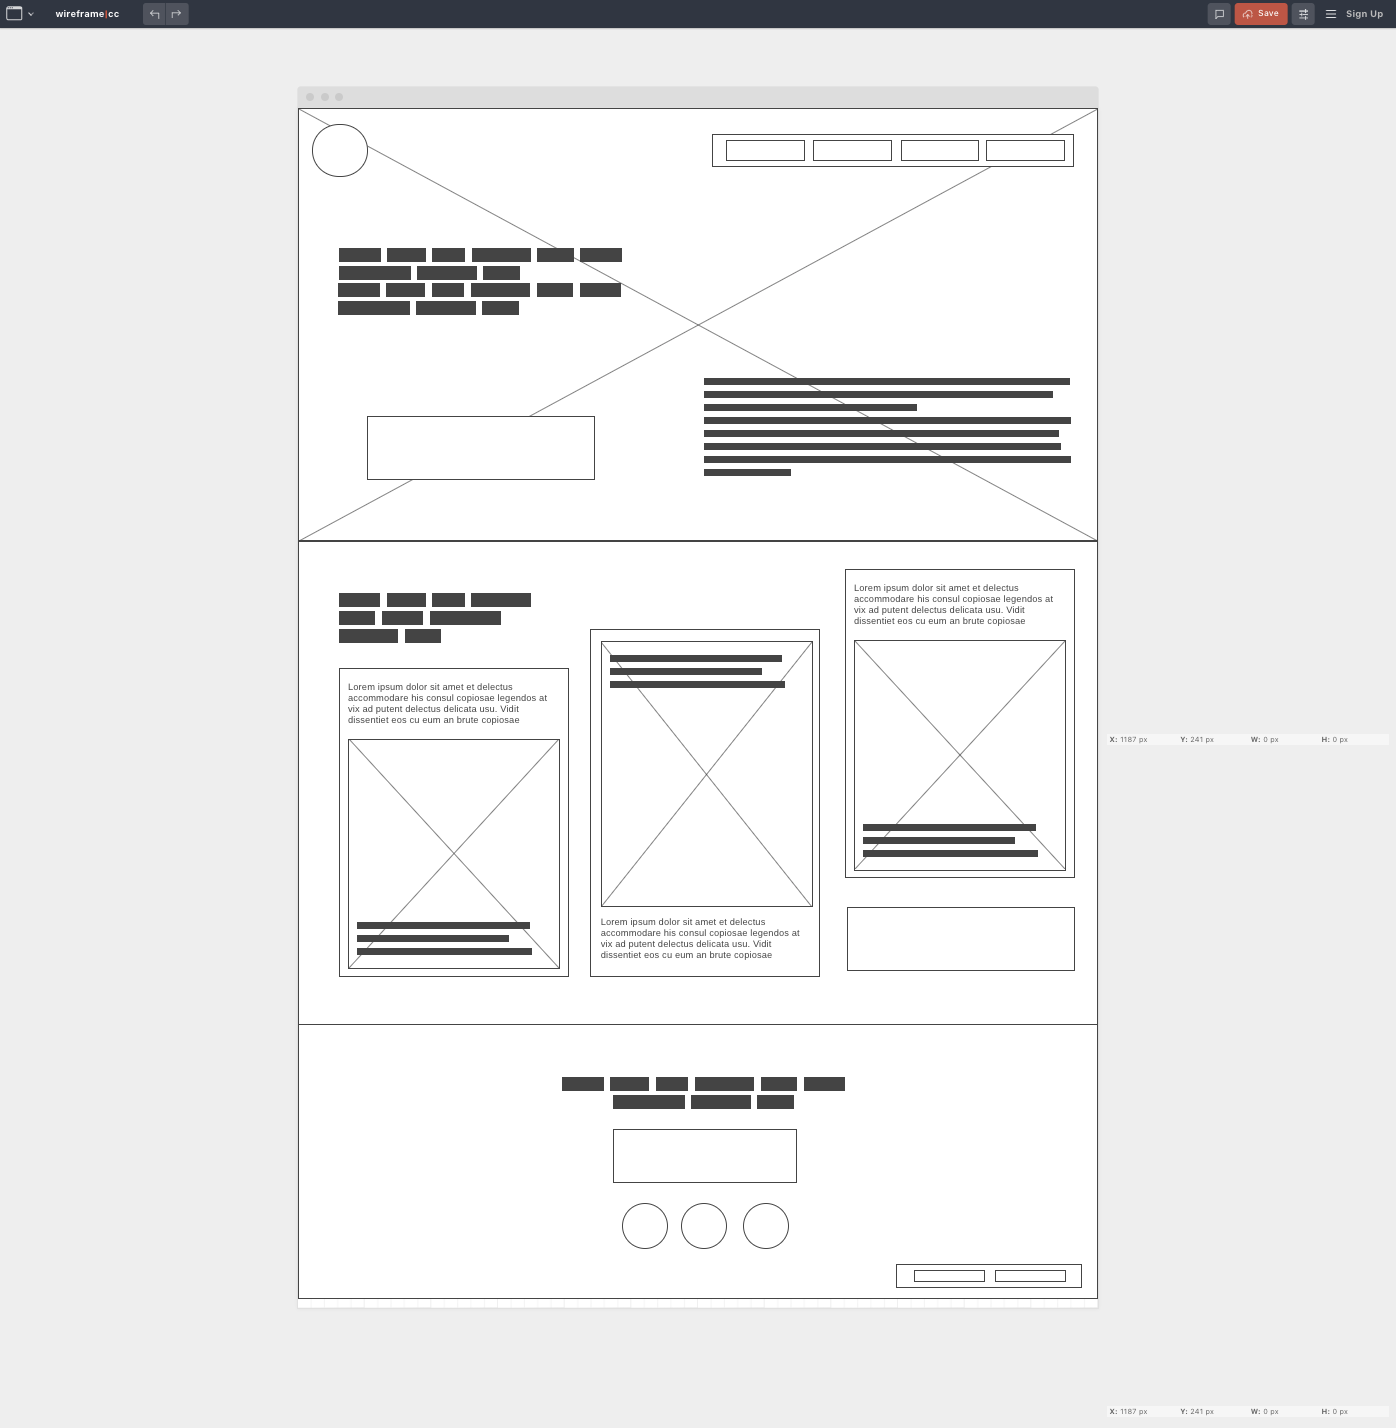 wireframe|cc
Save
Sign Up
Lorem ipsum dolor sit amet et delectus
accommodare his consul copiosae legendos at
vix ad putent delectus delicata usu. Vidit
dissentiet eos cu eum an brute copiosae
Lorem ipsum dolor sit amet et delectus
accommodare his consul copiosae legendos at
vix ad putent delectus delicata usu. Vidit
dissentiet eos cu eum an brute copiosae
X: 1187 px Y: 241 px W: 0 px H: 0 px
Lorem ipsum dolor sit amet et delectus
accommodare his consul copiosae legendos at
vix ad putent delectus delicata usu. Vidit
dissentiet eos cu eum an brute copiosae
X: 1187 px Y: 241 px W: 0 px H: 0 px